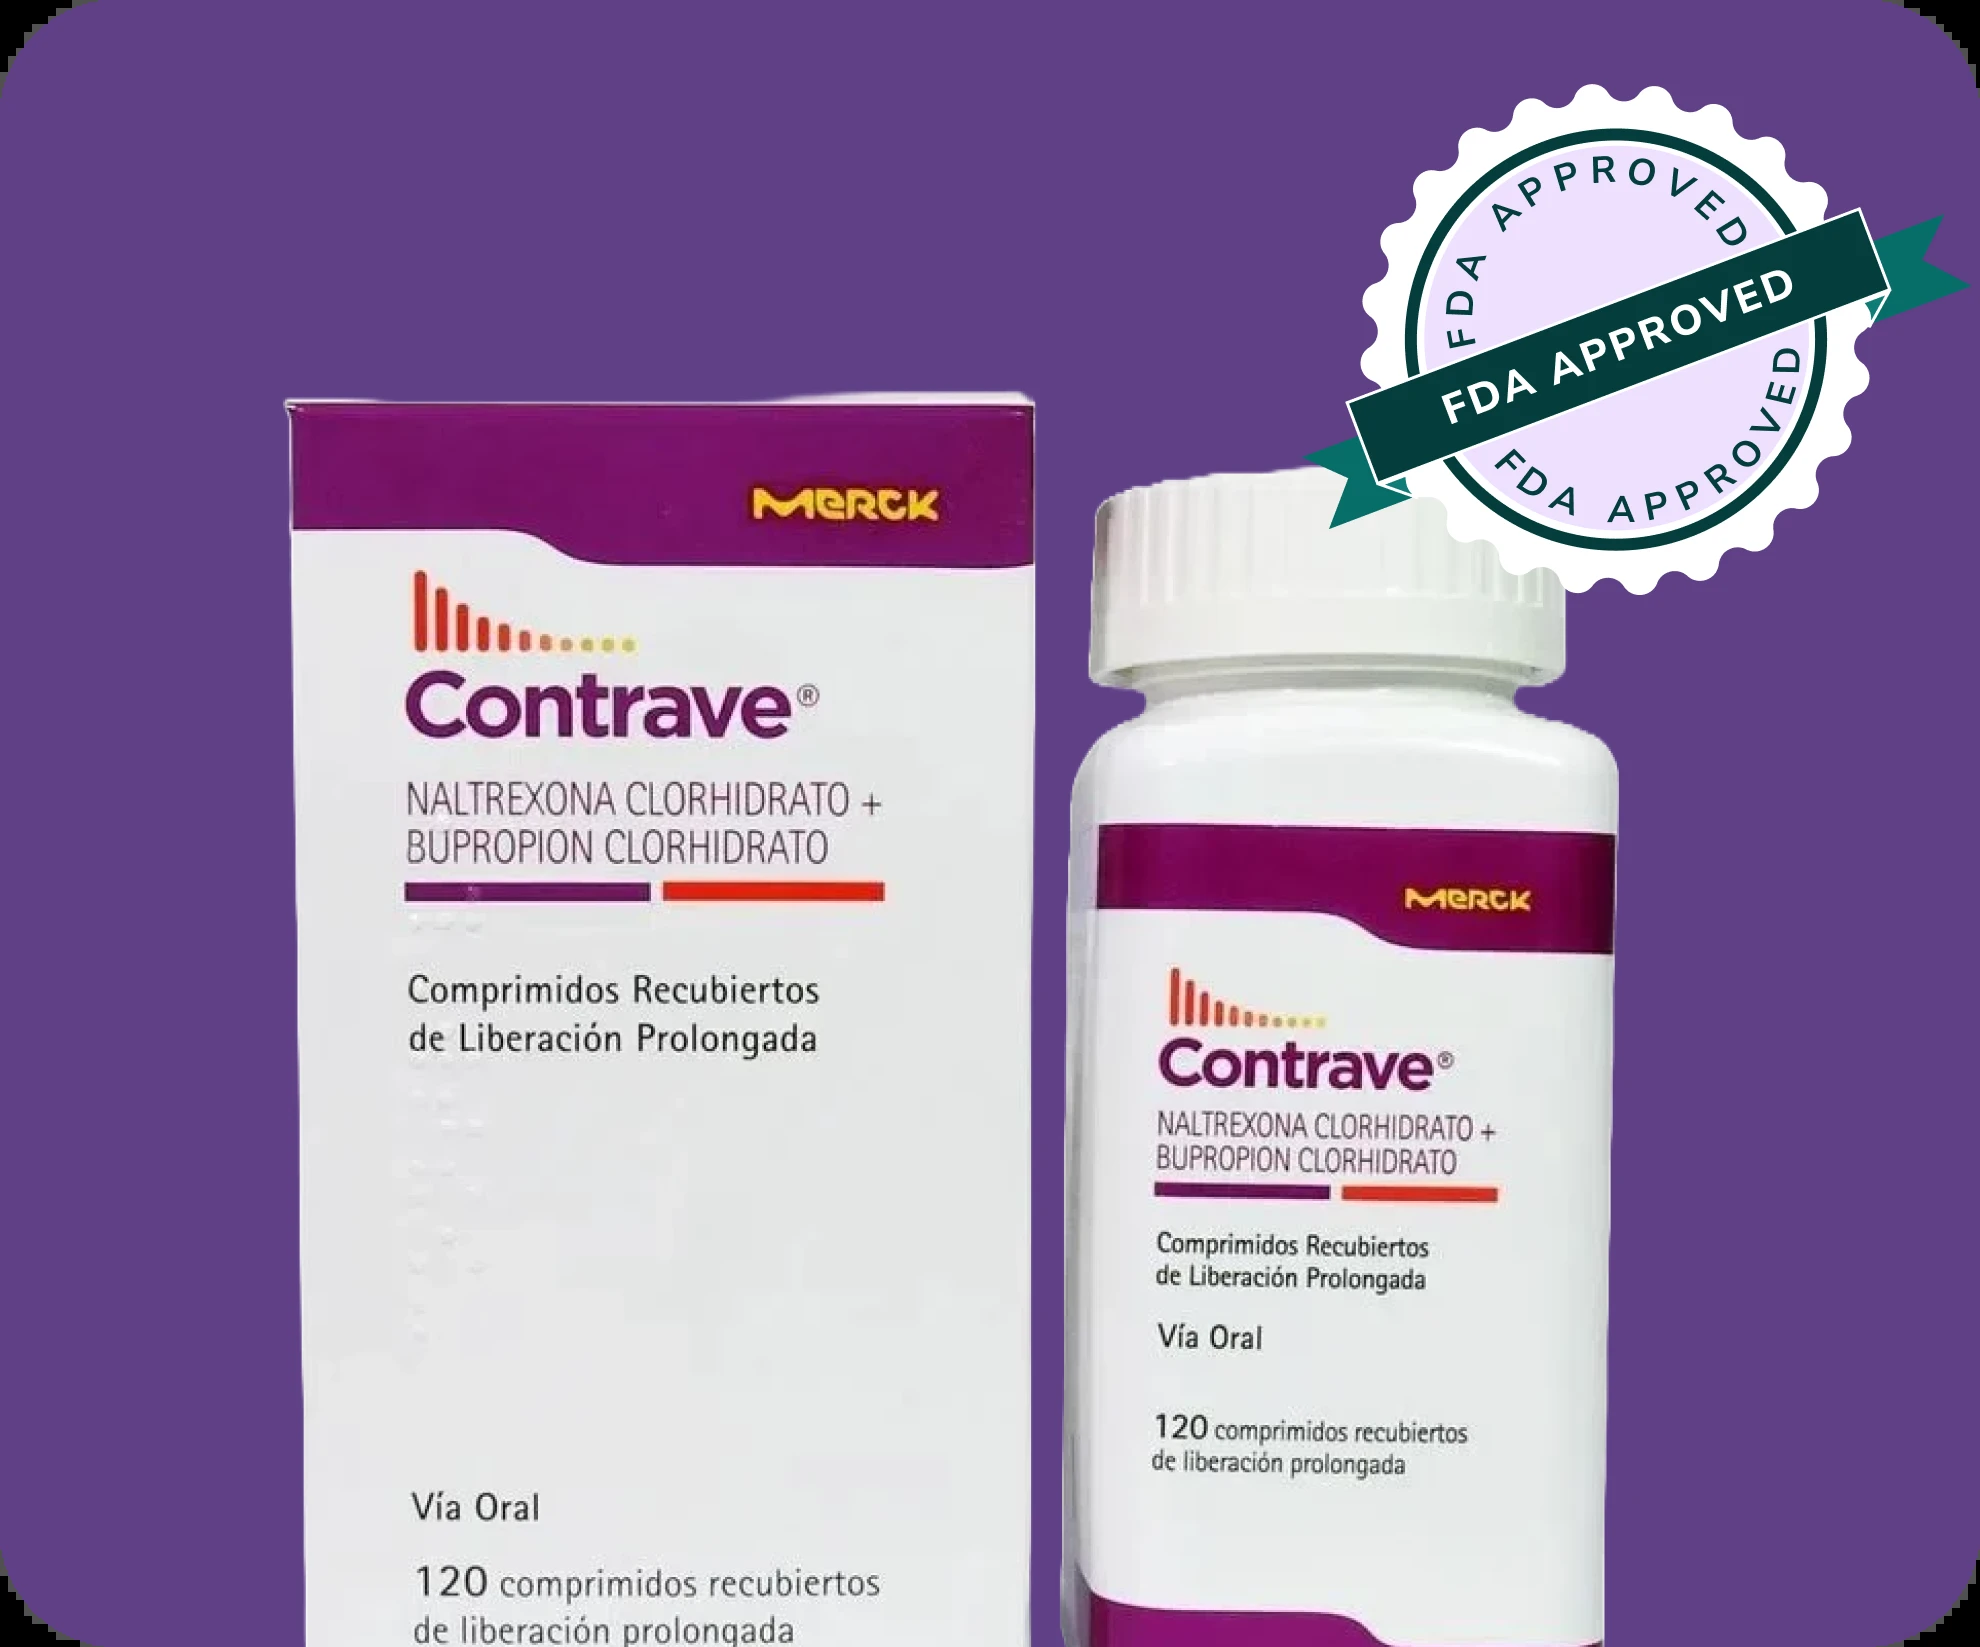 FDA APPROVED
FDA APPROVED
FDA APPROVED
MERCK
Contrave®
NALTREXONA CLORHIDRATO +
BUPROPION CLORHIDRATO
Comprimidos Recubiertos
de Liberación Prolongada
Vía Oral
120 comprimidos recubiertos
de liberación prolongada
MERCK
Contrave®
NALTREXONA CLORHIDRATO +
BUPROPION CLORHIDRATO
Comprimidos Recubiertos
de Liberación Prolongada
Vía Oral
120 comprimidos recubiertos
de liberación prolongada